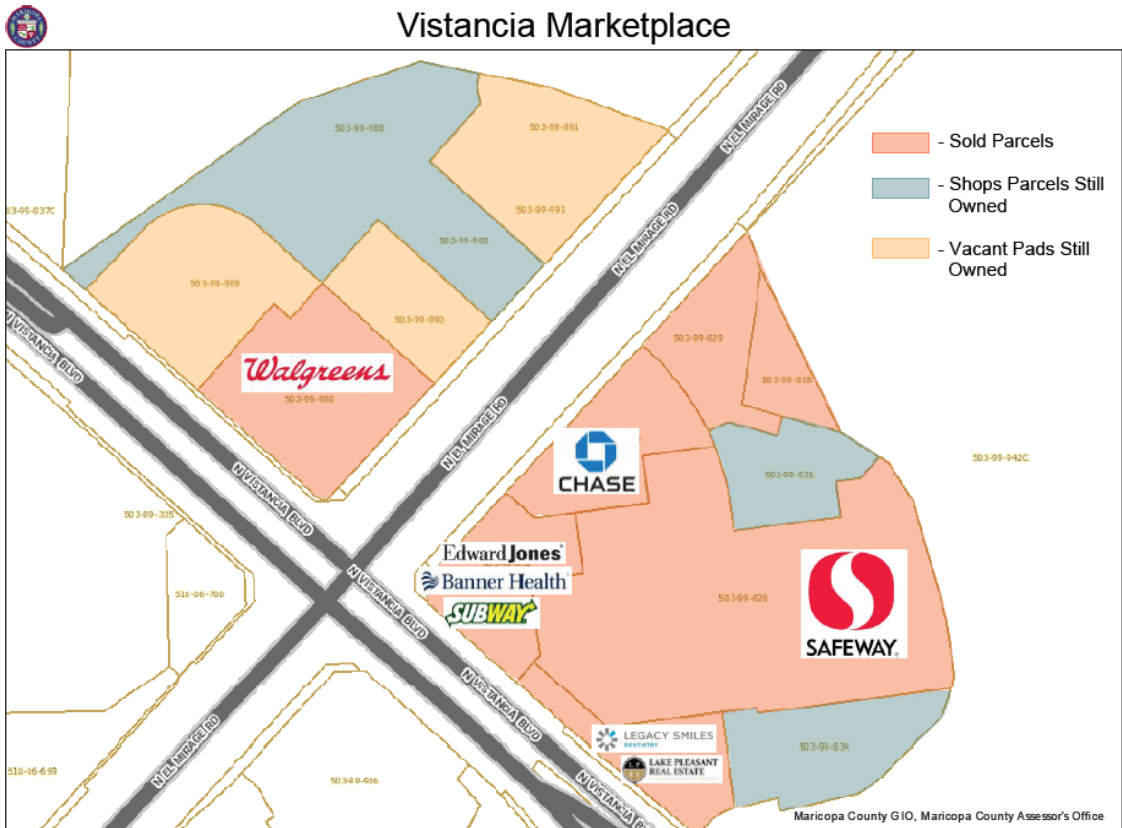 MARICOPA
COUNTY
Vistancia Marketplace
N EL MIRAGE RD
503-99-988
503-99-991
- Sold Parcels
- Shops Parcels Still
Owned
- Vacant Pads Still
Owned
503-99-991
N EL MIRAGE RD
503-99-989
503-99-990
N VISTANCIA BLVD
N VISTANCIA BLVD
Walgreens
503-99-829
N EL MIRAGE RD
CHASE
503-99-831
503-99-942C
N VISTANCIA BLVD
Edward Jones
Banner Health
SUBWAY
N VISTANCIA BLVD
503-99-828
SAFEWAY
N VISTANCIA BLVD
N EL MIRAGE RD
LEGACY SMILES
DENTISTRY
LAKE PLEASANT
REAL ESTATE
503-99-834
N VISTANCIA B
Maricopa County GIO, Maricopa County Assessor's Office